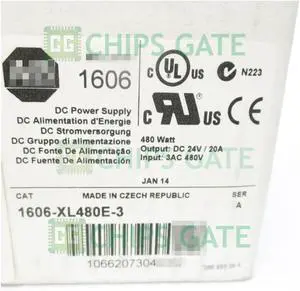 CHIPS GATE
1606
C UL US
N223
C UR US
DC Power Supply
DC Alimentation d'Energie
DC Stromversorgung
DC Gruppo di alimentazione
DC Fonte De Alimentação
DC Fuente De Alimentación
480 Watt
Output: DC 24V / 20A
Input: 3AC 480V
JAN 14
CAT
MADE IN CZECH REPUBLIC
SER
1606-XL480E-3
A
1066207304